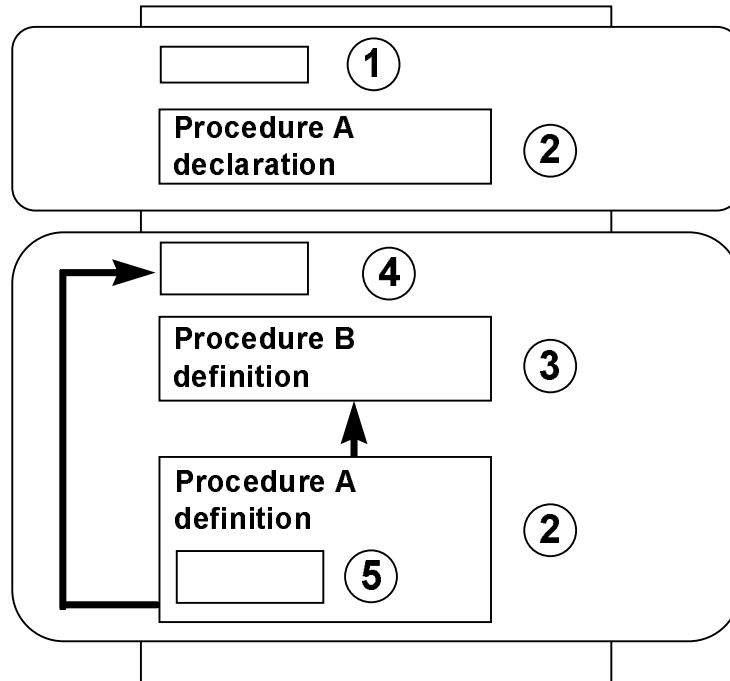 1
Procedure A
declaration
2
4
Procedure B
definition
3
Procedure A
definition
2
5